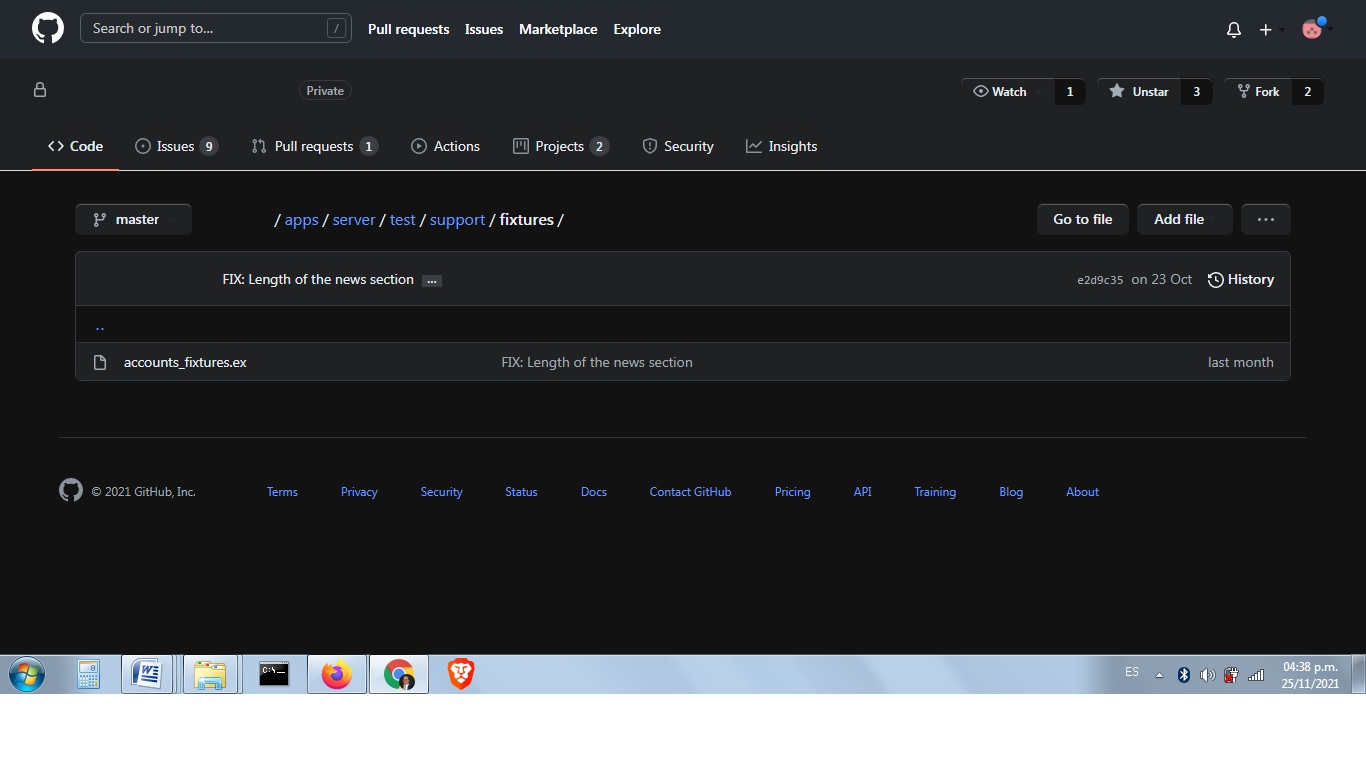 Search or jump to... / Pull requests Issues Marketplace Explore
Private Watch 1 Unstar 3 Fork 2
Code Issues 9 Pull requests 1 Actions Projects 2 Security Insights
master / apps / server / test / support / fixtures / Go to file Add file ...
FIX: Length of the news section ... e2d9c35 on 23 Oct History
..
accounts_fixtures.ex FIX: Length of the news section last month
© 2021 GitHub, Inc. Terms Privacy Security Status Docs Contact GitHub Pricing API Training Blog About
C:\
ES 04:38 p.m.
25/11/2021